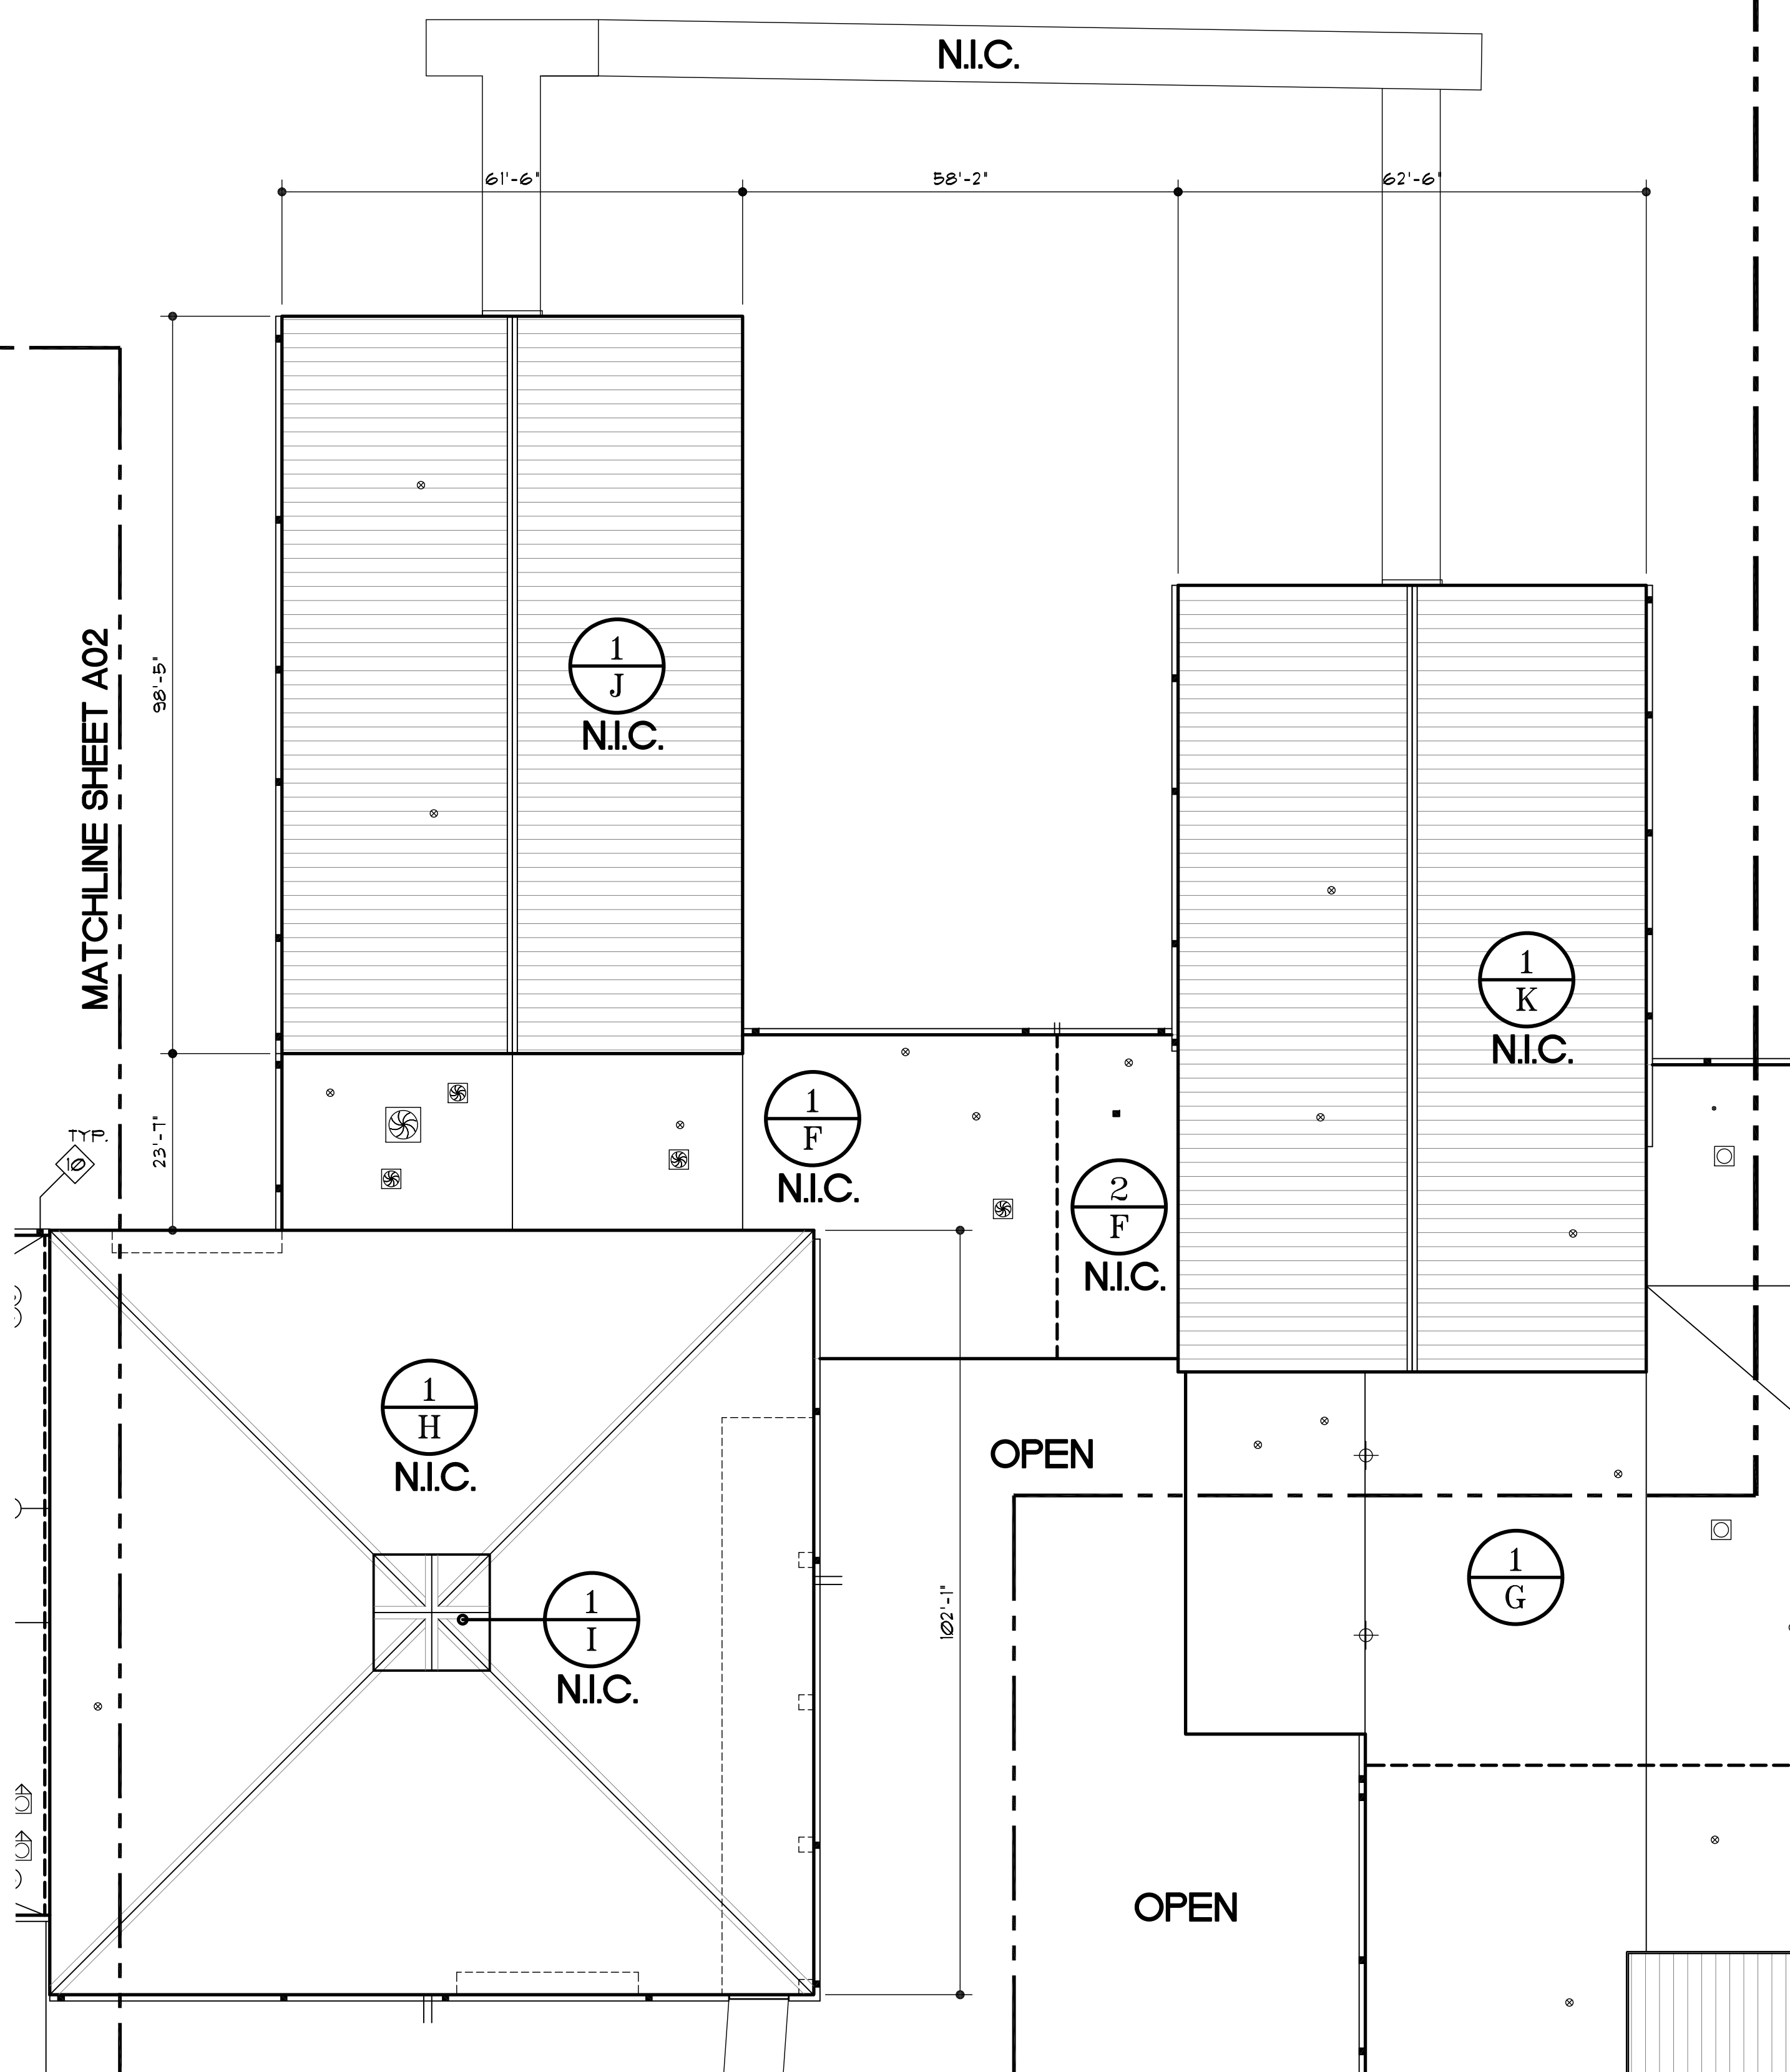 N.I.C.
61'-6"
58'-2"
62'-6"
MATCHLINE SHEET A02
98'-5"
1
J
N.I.C.
1
K
N.I.C.
23'-7"
TYP.
10
1
F
N.I.C.
2
F
N.I.C.
1
H
N.I.C.
OPEN
1
I
N.I.C.
102'-1"
1
G
OPEN